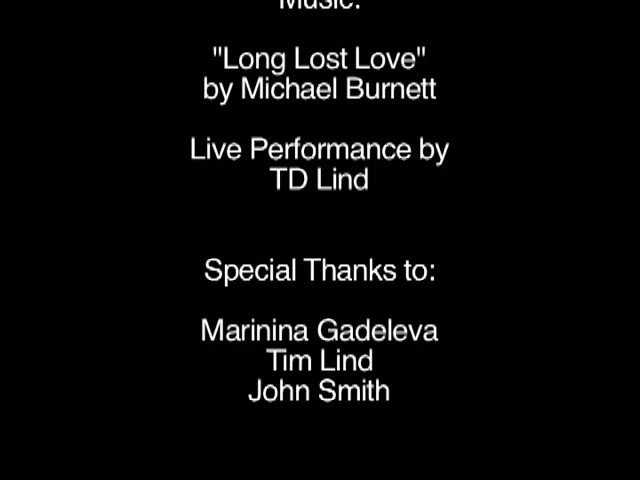 Music:
"Long Lost Love"
by Michael Burnett
Live Performance by
TD Lind
Special Thanks to:
Marinina Gadeleva
Tim Lind
John Smith